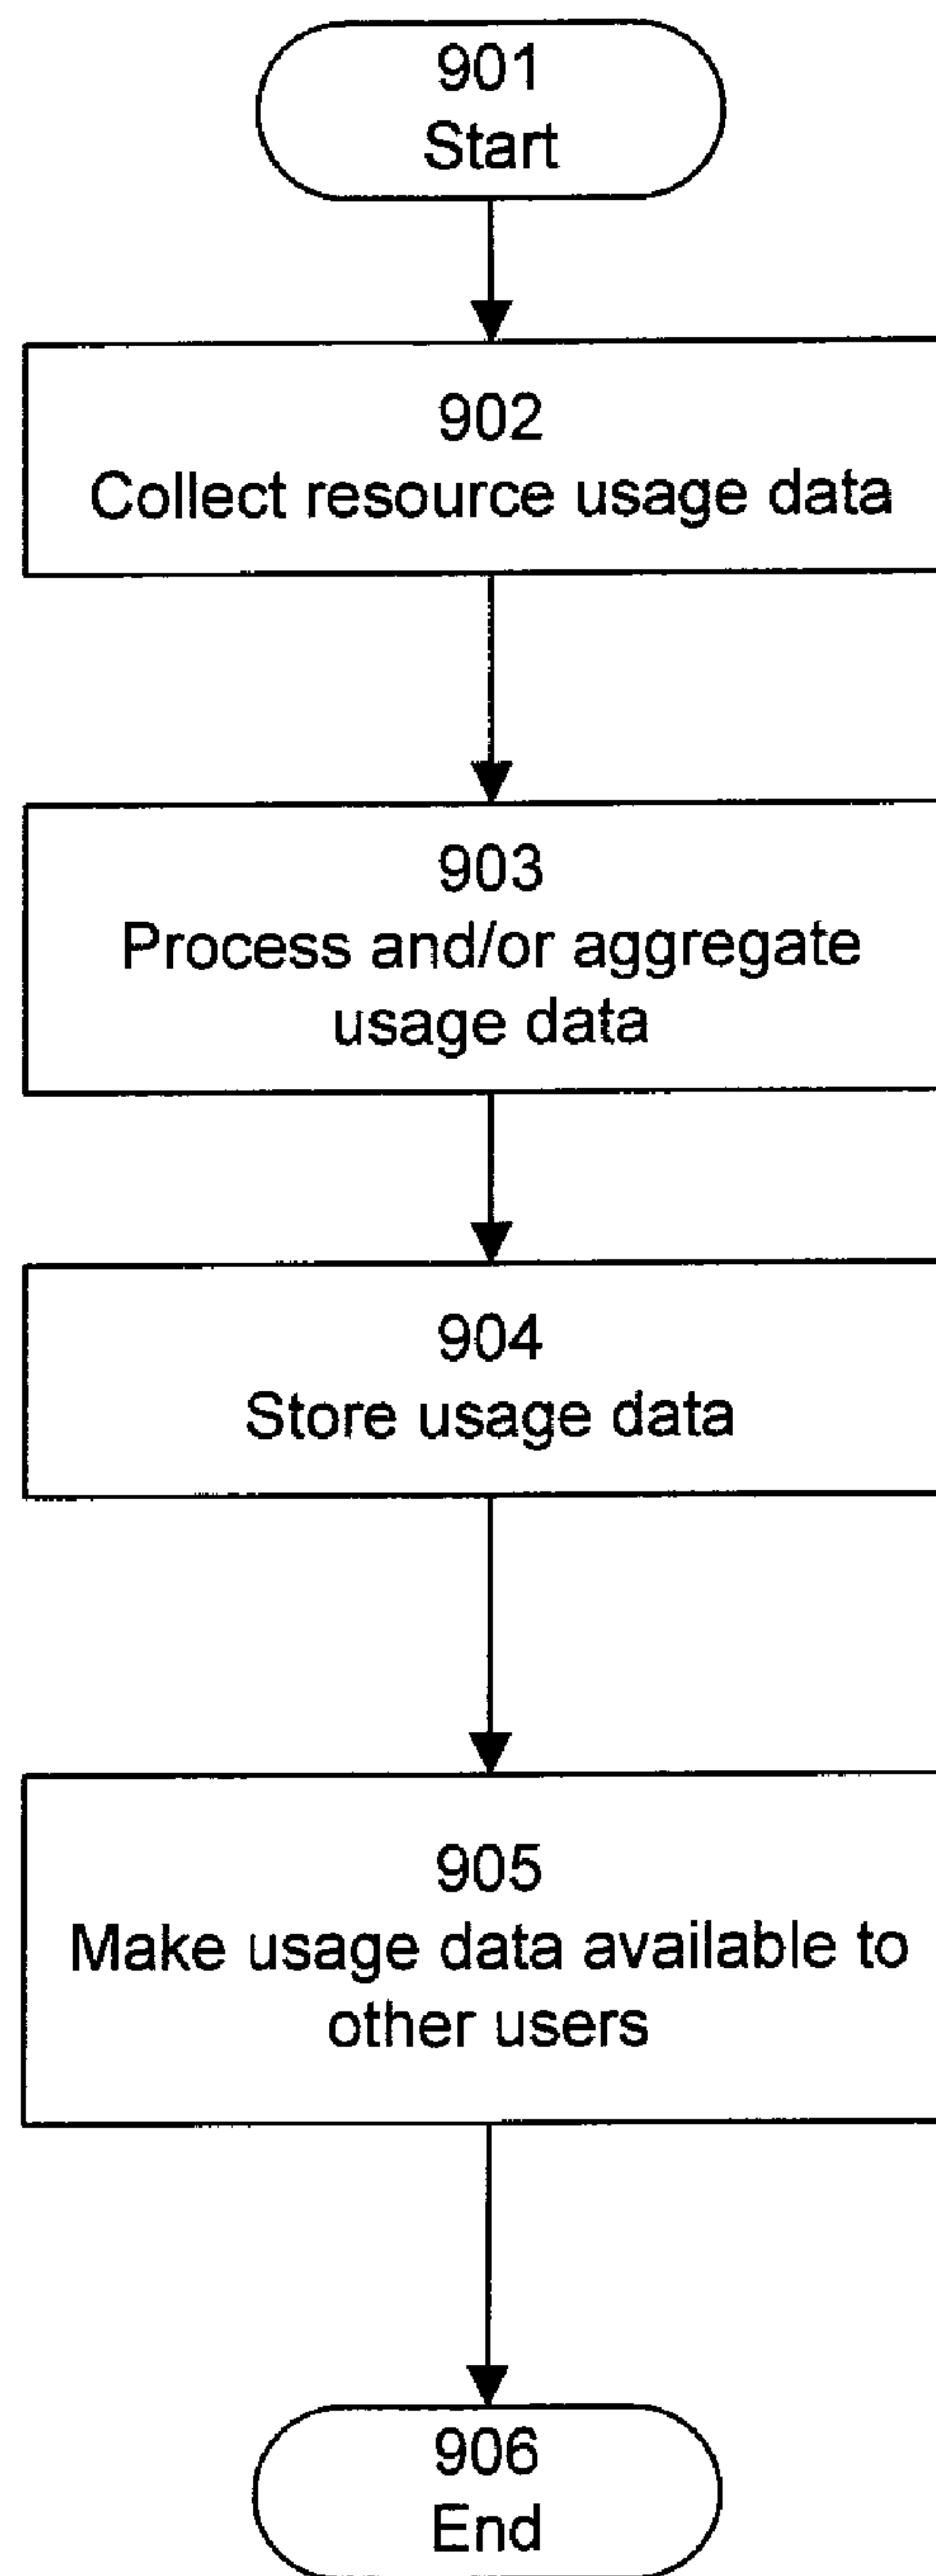 901
Start
902
Collect resource usage data
903
Process and/or aggregate
usage data
904
Store usage data
905
Make usage data available to
other users
906
End